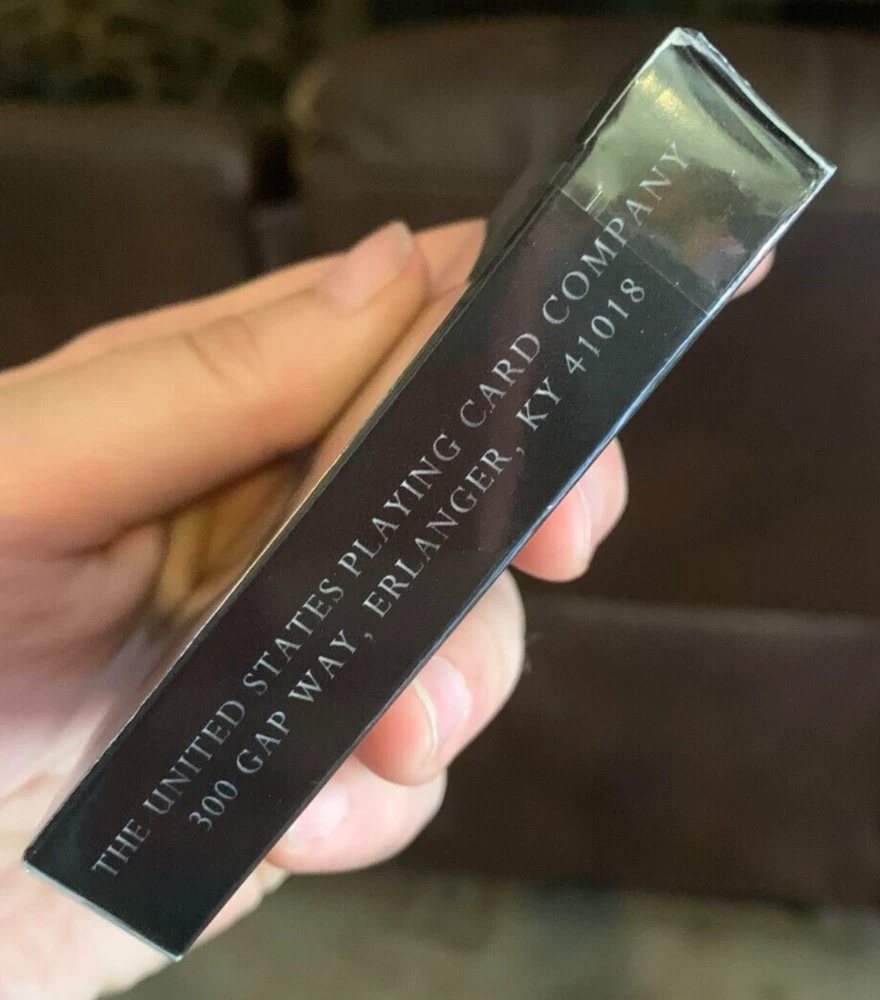 THE UNITED STATES PLAYING CARD COMPANY
300 GAP WAY, ERLANGER, KY 41018